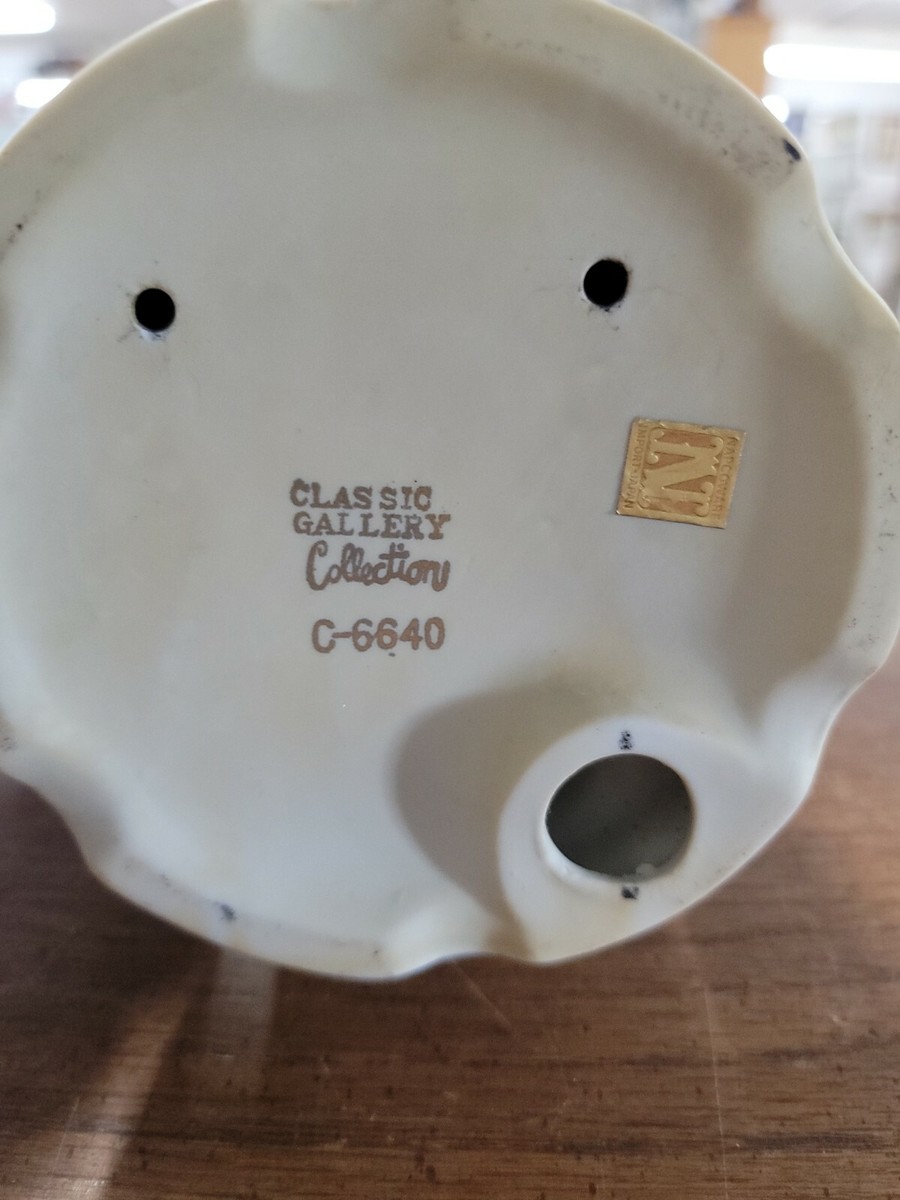 CLASSIC
GALLERY
Collection
C-6640
N